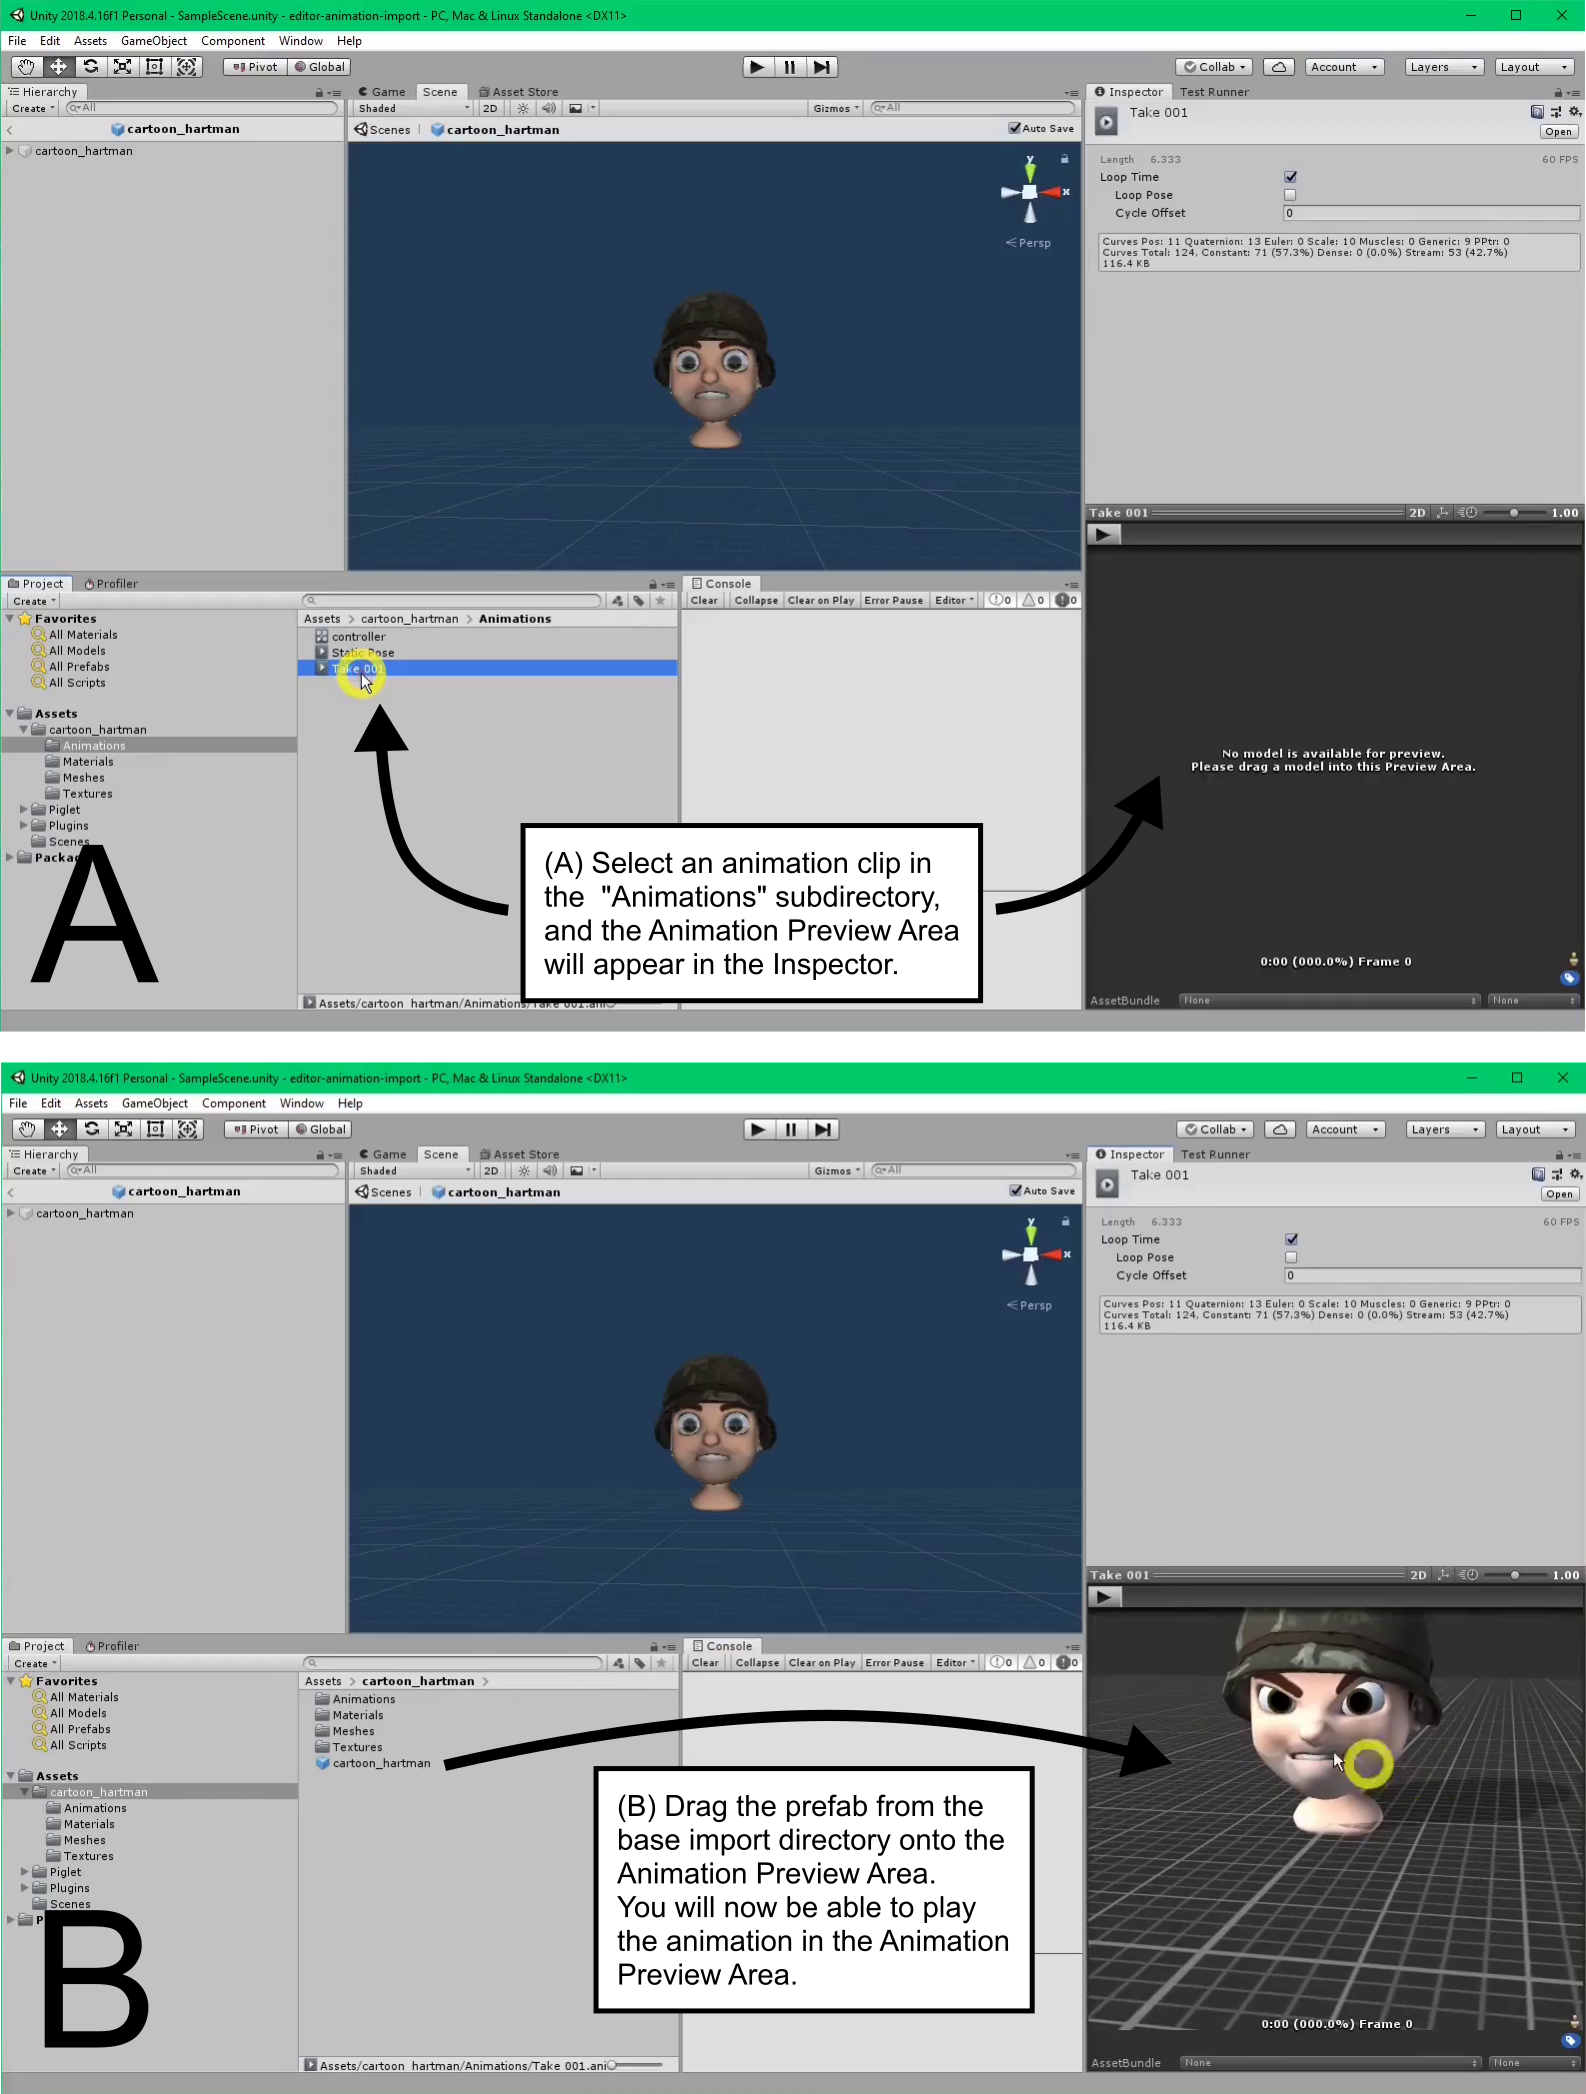 Unity 2018.4.16f1 Personal - SampleScene.unity - editor-animation-import - PC, Mac & Linux Standalone <DX11>
File Edit Assets GameObject Component Window Help
Pivot Global Collab Account Layers Layout
Hierarchy Game Scene Asset Store Inspector Test Runner
Create All Shaded 2D Gizmos All Take 001
cartoon_hartman Scenes cartoon_hartman Auto Save Open
cartoon_hartman
y
x
Persp
Length 6.333 60 FPS
Loop Time
Loop Pose
Cycle Offset 0
Curves Pos: 11 Quaternion: 13 Euler: 0 Scale: 10 Muscles: 0 Generic: 9 PPtr: 0
Curves Total: 124, Constant: 71 (57.3%) Dense: 0 (0.0%) Stream: 53 (42.7%)
116.4 KB
Take 001 2D 1.00
Project Profiler Console
Create Clear Collapse Clear on Play Error Pause Editor 0 0 0
Favorites
All Materials
All Models
All Prefabs
All Scripts
Assets
cartoon_hartman
Animations
Materials
Meshes
Textures
Piglet
Plugins
Scenes
Packa
Assets > cartoon_hartman > Animations
controller
Static Pose
Take 001
No model is available for preview.
Please drag a model into this Preview Area.
A
(A) Select an animation clip in
the "Animations" subdirectory,
and the Animation Preview Area
will appear in the Inspector.
0:00 (000.0%) Frame 0
Assets/cartoon_hartman/Animations/Take 001.ani
AssetBundle None None
Unity 2018.4.16f1 Personal - SampleScene.unity - editor-animation-import - PC, Mac & Linux Standalone <DX11>
File Edit Assets GameObject Component Window Help
Pivot Global Collab Account Layers Layout
Hierarchy Game Scene Asset Store Inspector Test Runner
Create All Shaded 2D Gizmos All Take 001
cartoon_hartman Scenes cartoon_hartman Auto Save Open
cartoon_hartman
y
x
Persp
Length 6.333 60 FPS
Loop Time
Loop Pose
Cycle Offset 0
Curves Pos: 11 Quaternion: 13 Euler: 0 Scale: 10 Muscles: 0 Generic: 9 PPtr: 0
Curves Total: 124, Constant: 71 (57.3%) Dense: 0 (0.0%) Stream: 53 (42.7%)
116.4 KB
Take 001 2D 1.00
Project Profiler Console
Create Clear Collapse Clear on Play Error Pause Editor 0 0 0
Favorites
All Materials
All Models
All Prefabs
All Scripts
Assets
cartoon_hartman
Animations
Materials
Meshes
Textures
Piglet
Plugins
Scenes
P
Assets > cartoon_hartman >
Animations
Materials
Meshes
Textures
cartoon_hartman
B
(B) Drag the prefab from the
base import directory onto the
Animation Preview Area.
You will now be able to play
the animation in the Animation
Preview Area.
0:00 (000.0%) Frame 0
Assets/cartoon_hartman/Animations/Take 001.ani
AssetBundle None None